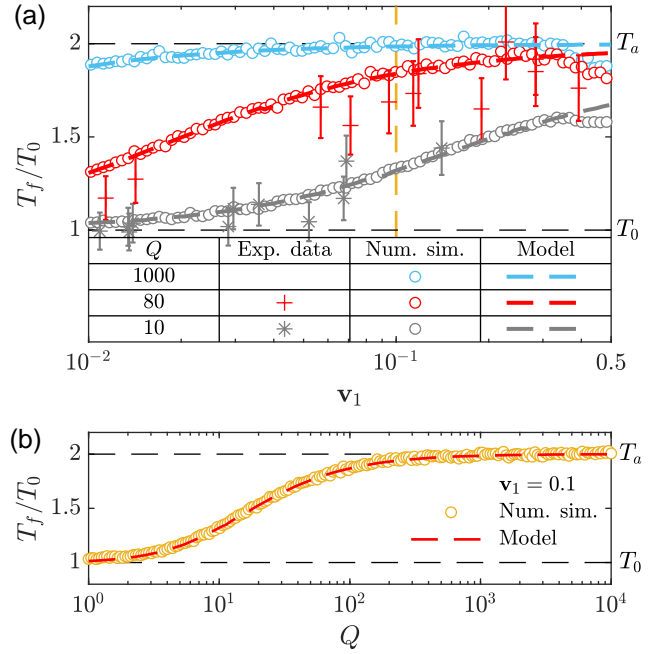 (a)
2
T_a
T_f/T_0
1.5
1
T_0
Q Exp. data Num. sim. Model
1000
80
10
10^{-2} 10^{-1} 0.5
v_1
(b)
2
T_a
T_f/T_0
v_1 = 0.1
1.5
Num. sim.
Model
1
T_0
10^0 10^1 10^2 10^3 10^4
Q